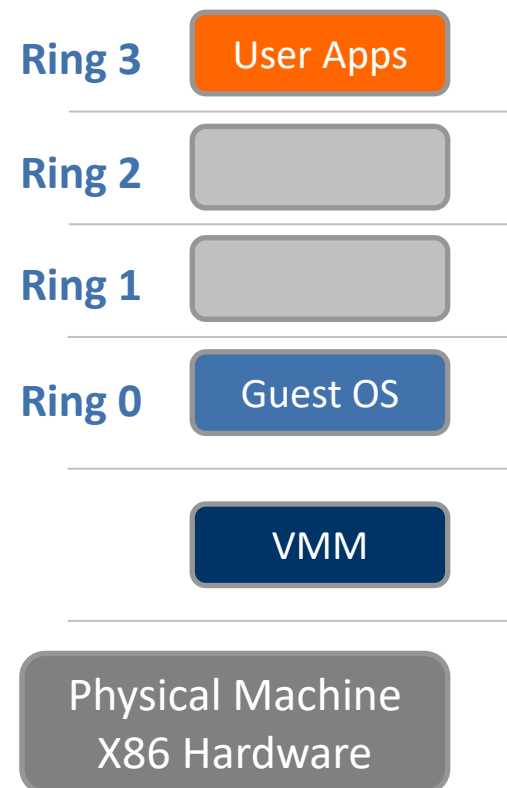 Ring 3
User Apps
Ring 2
Ring 1
Ring 0
Guest OS
VMM
Physical Machine
X86 Hardware